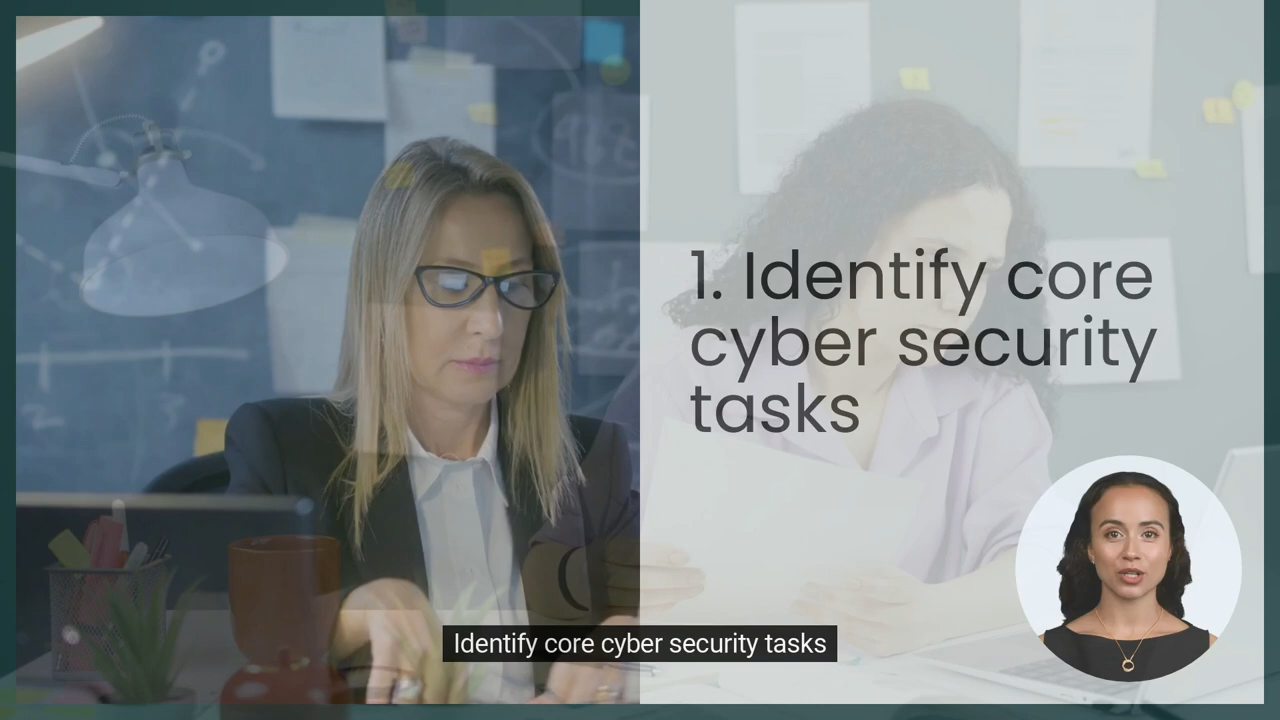 1. Identify core
cyber security
tasks
Identify core cyber security tasks